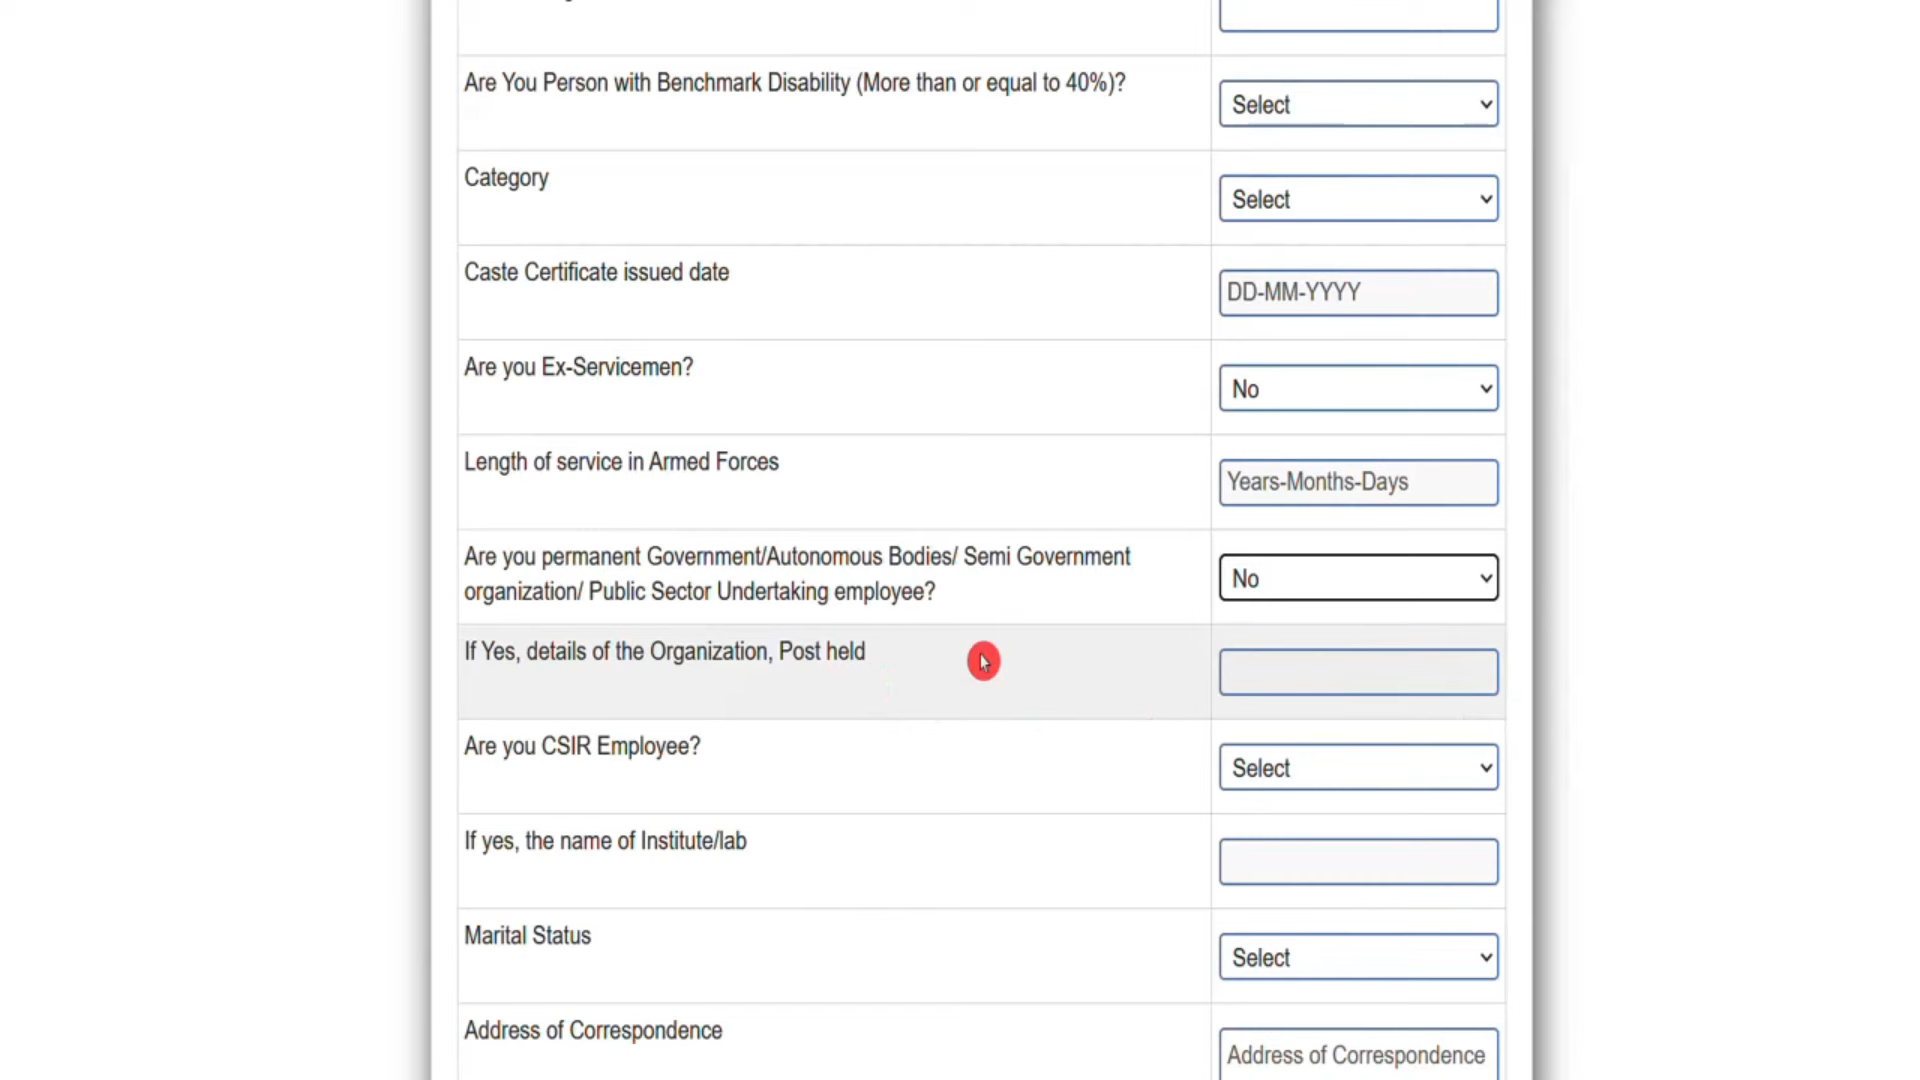 Are You Person with Benchmark Disability (More than or equal to 40%)?
Select
Category
Select
Caste Certificate issued date
DD-MM-YYYY
Are you Ex-Servicemen?
No
Length of service in Armed Forces
Years-Months-Days
Are you permanent Government/Autonomous Bodies/ Semi Government
organization/ Public Sector Undertaking employee?
No
If Yes, details of the Organization, Post held
Are you CSIR Employee?
Select
If yes, the name of Institute/lab
Marital Status
Select
Address of Correspondence
Address of Correspondence